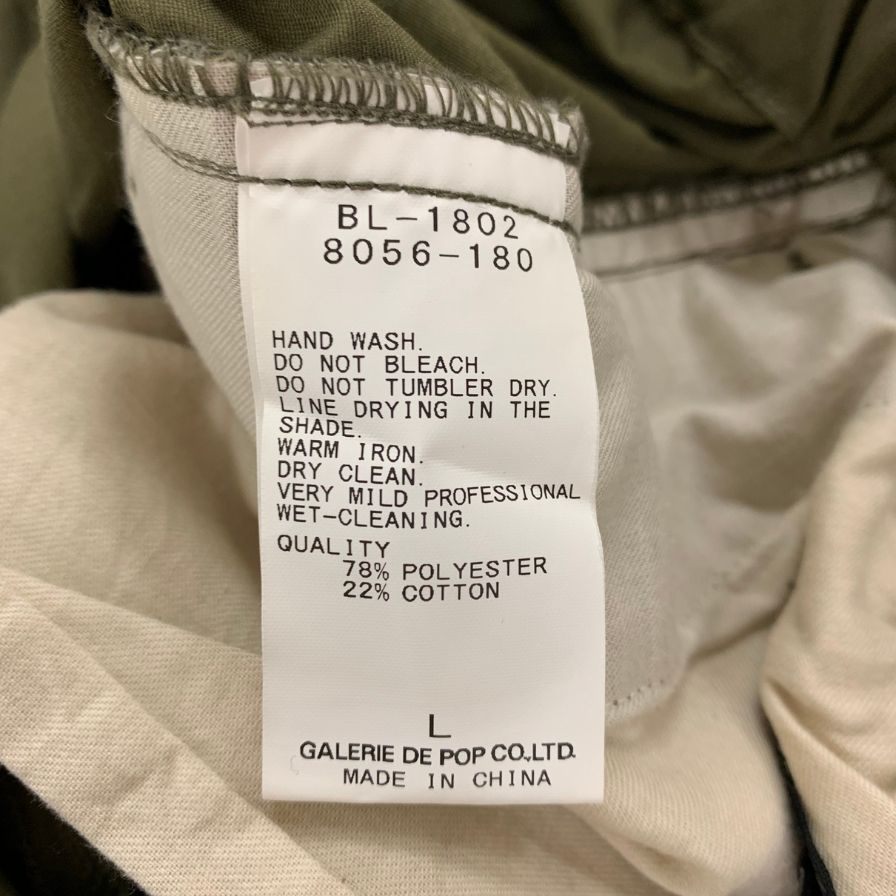 BL-1802
8056-180
HAND WASH.
DO NOT BLEACH.
DO NOT TUMBLER DRY.
LINE DRYING IN THE
SHADE.
WARM IRON.
DRY CLEAN.
VERY MILD PROFESSIONAL
WET-CLEANING.
QUALITY
78% POLYESTER
22% COTTON
L
GALERIE DE POP CO.,LTD.
MADE IN CHINA